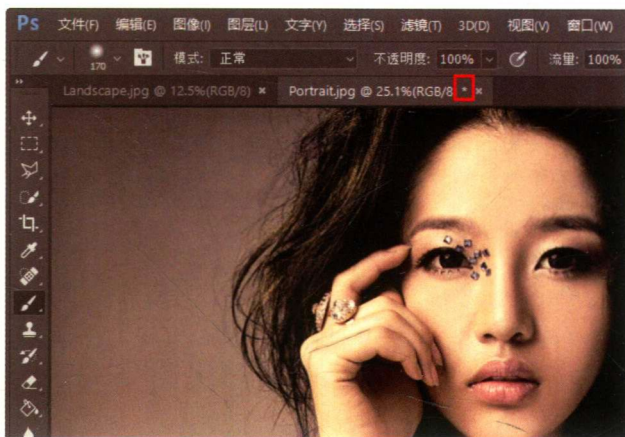 Ps 文件(F) 编辑(E) 图像(I) 图层(L) 文字(Y) 选择(S) 滤镜(T) 3D(D) 视图(V) 窗口(W)
170 模式: 正常 不透明度: 100% 流量: 100%
Landscape.jpg @ 12.5%(RGB/8) × Portrait.jpg @ 25.1%(RGB/8 * ×